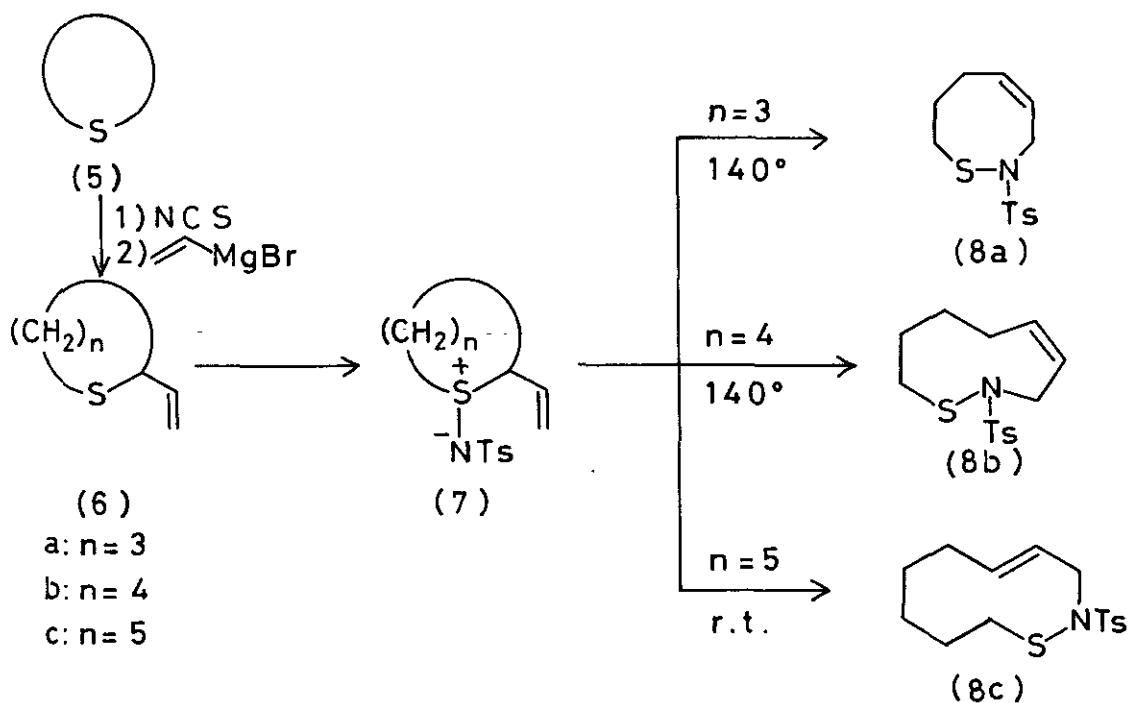 S
(5)
1) NCS
2) MgBr
(CH2)n
S
(6)
a: n = 3
b: n = 4
c: n = 5
(CH2)n
+
S
−
NTs
(7)
n = 3
140°
S
N
Ts
(8a)
n = 4
140°
S
N
Ts
(8b)
n = 5
r.t.
NTs
S
(8c)